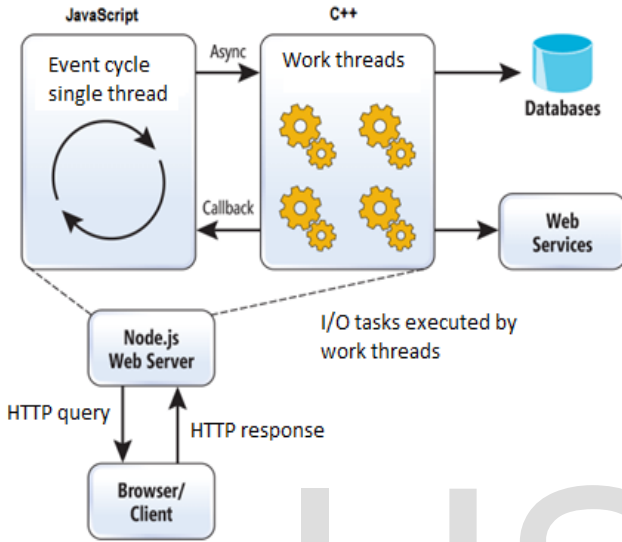 JavaScript
C++
Event cycle
single thread
Async
Work threads
Databases
Callback
Web
Services
I/O tasks executed by
work threads
Node.js
Web Server
HTTP query
HTTP response
Browser/
Client